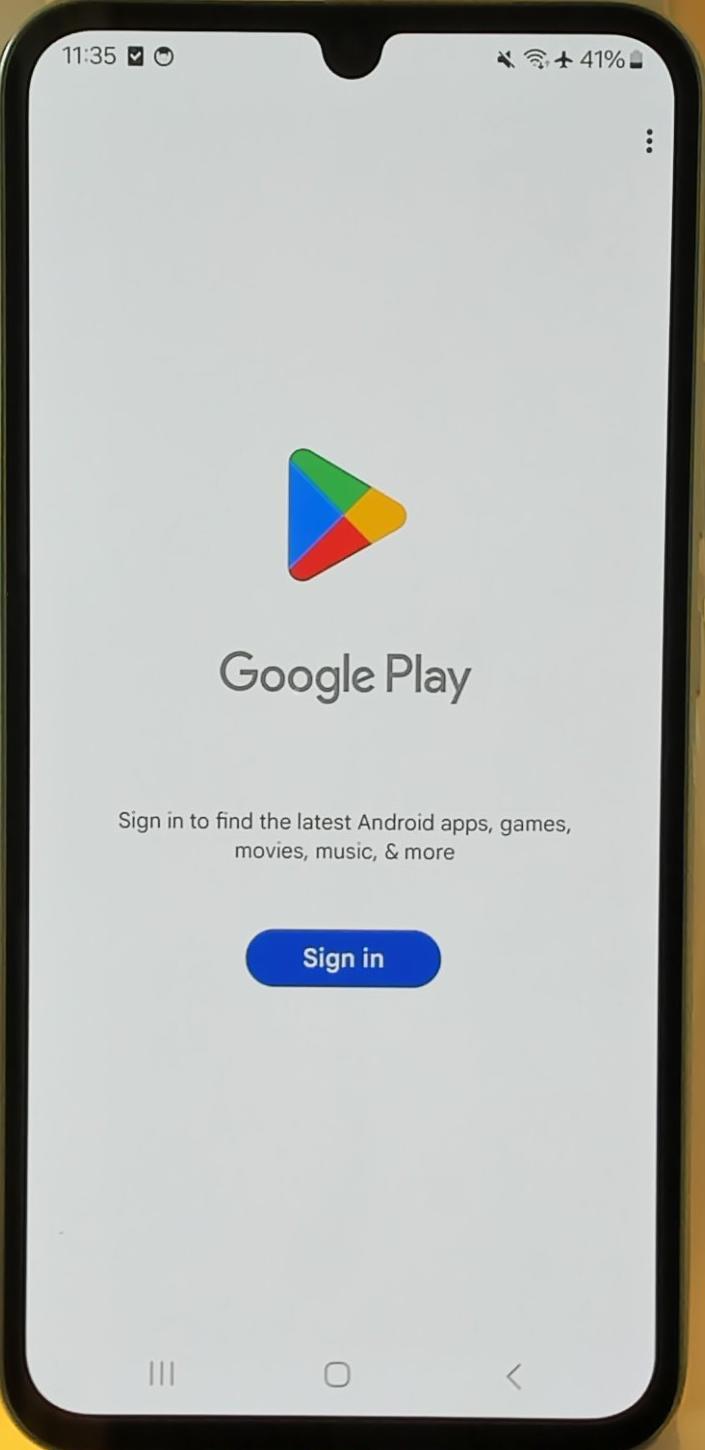 11:35
41%
Google Play
Sign in to find the latest Android apps, games,
movies, music, & more
Sign in